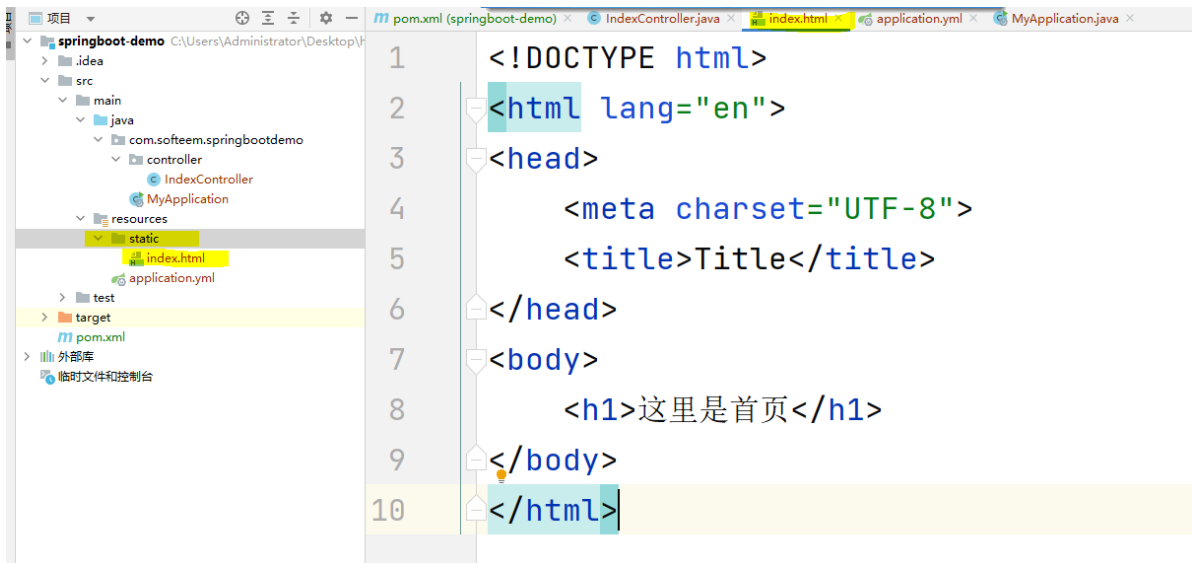 项目
springboot-demo C:\Users\Administrator\Desktop\
.idea
src
main
java
com.softeem.springbootdemo
controller
IndexController
MyApplication
resources
static
index.html
application.yml
test
target
pom.xml
外部库
临时文件和控制台
pom.xml (springboot-demo) IndexController.java index.html application.yml MyApplication.java
1 <!DOCTYPE html>
2 <html lang="en">
3 <head>
4 <meta charset="UTF-8">
5 <title>Title</title>
6 </head>
7 <body>
8 <h1>这里是首页</h1>
9 </body>
10 </html>